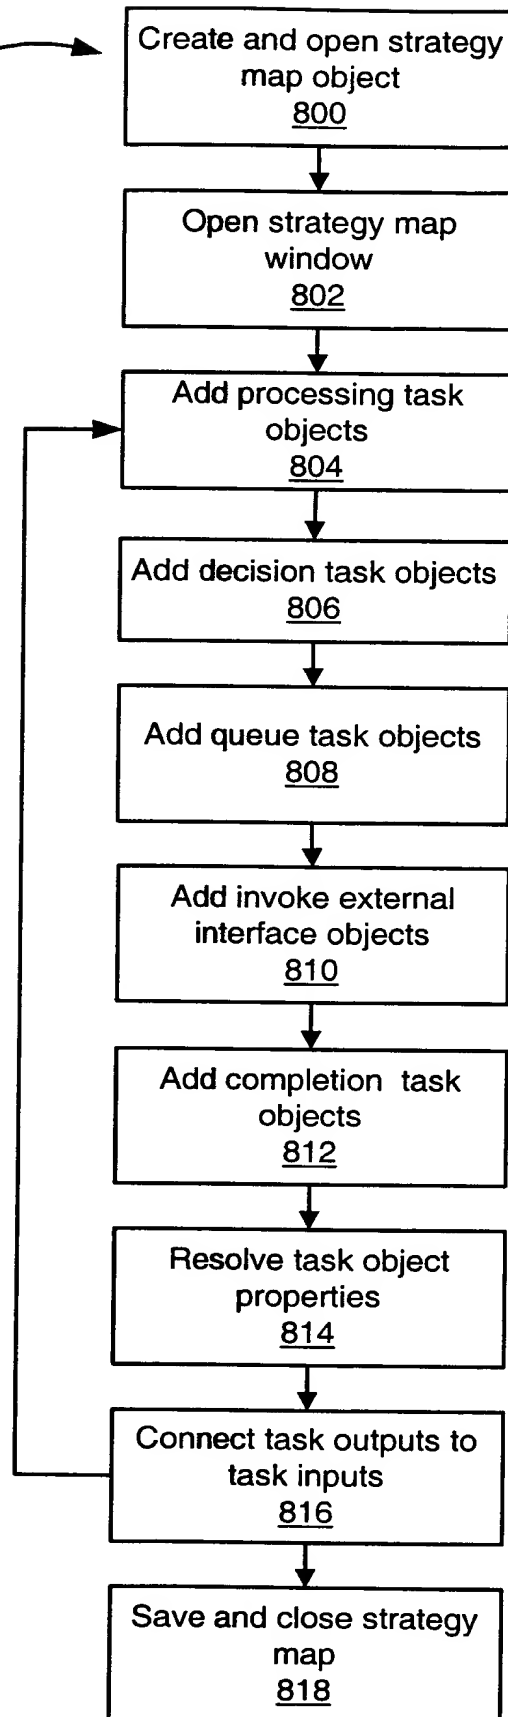 Create and open strategy
map object
800
Open strategy map
window
802
Add processing task
objects
804
Add decision task objects
806
Add queue task objects
808
Add invoke external
interface objects
810
Add completion task
objects
812
Resolve task object
properties
814
Connect task outputs to
task inputs
816
Save and close strategy
map
818